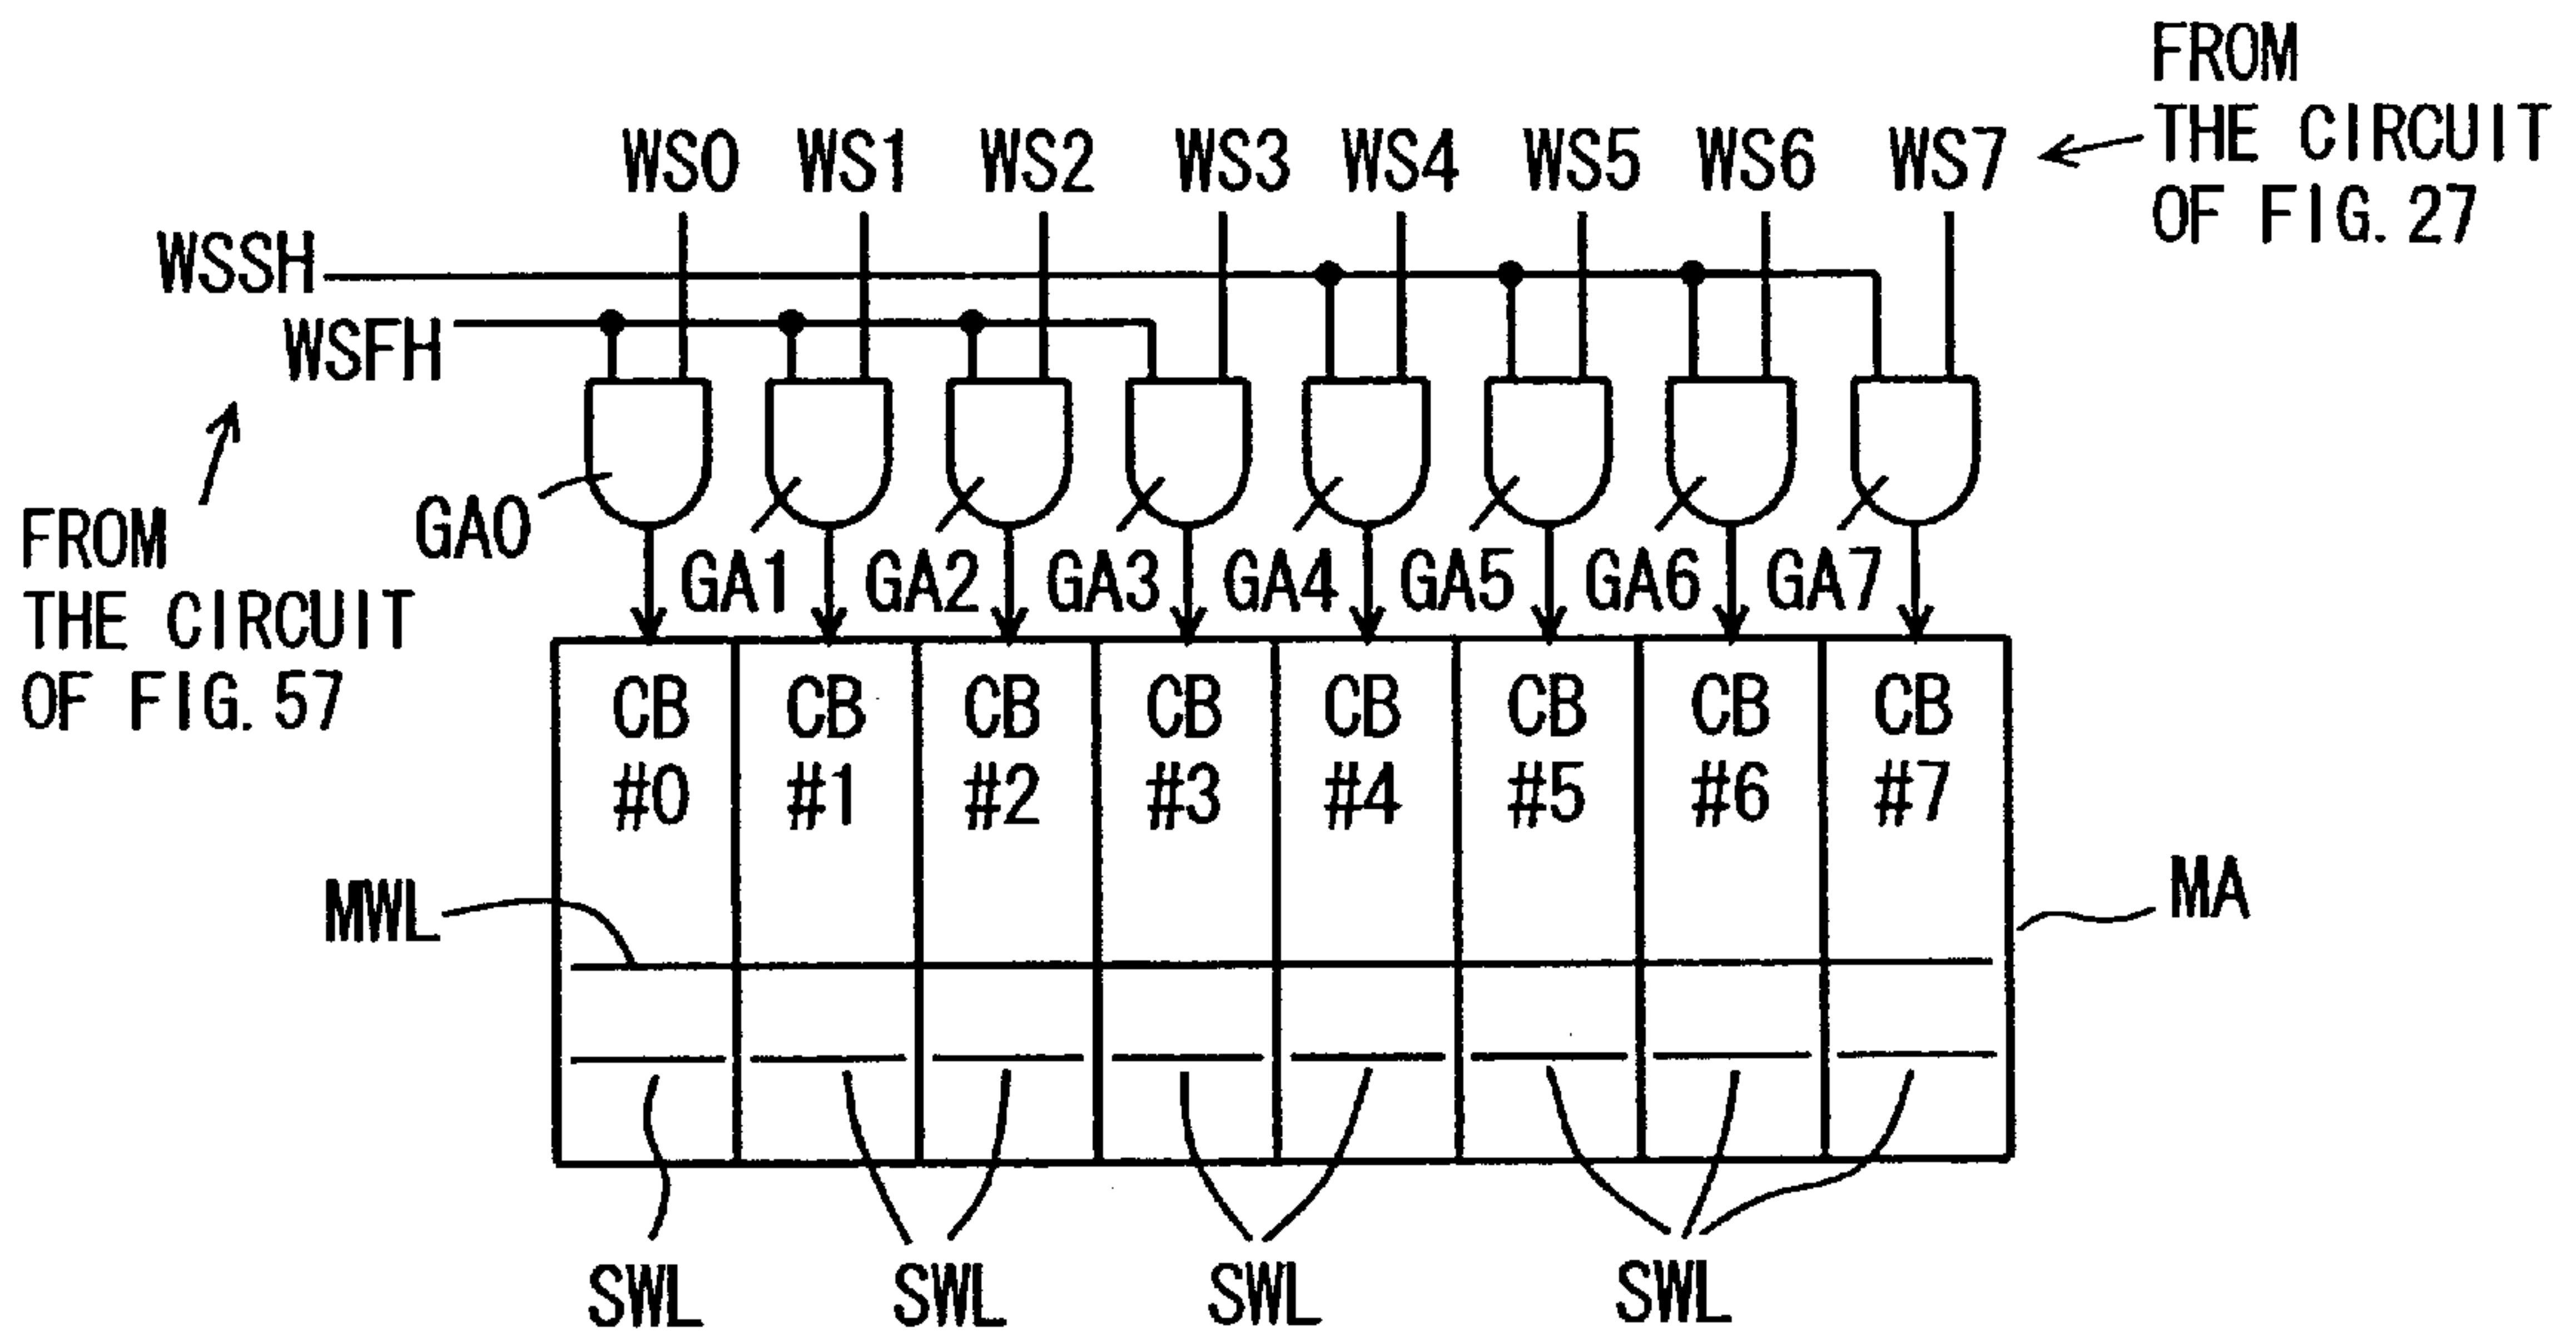 FROM
THE CIRCUIT
OF FIG. 27
WS0 WS1 WS2 WS3 WS4 WS5 WS6 WS7
WSSH
WSFH
GA0
FROM
THE CIRCUIT
OF FIG. 57
GA1 GA2 GA3 GA4 GA5 GA6 GA7
CB CB CB CB CB CB CB CB
#0 #1 #2 #3 #4 #5 #6 #7
MWL
MA
SWL SWL SWL SWL